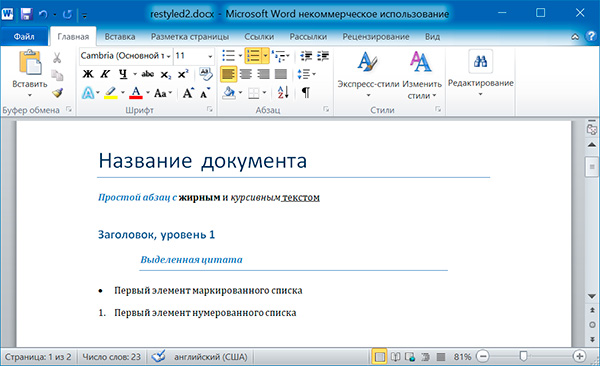 restyled2.docx - Microsoft Word некоммерческое использование
Файл Главная Вставка Разметка страницы Ссылки Рассылки Рецензирование Вид
Вставить
Буфер обмена
Cambria (Основной т 11
Ж К Ч abc x₂ x²
A ab A Aa A A
Шрифт
Абзац
Экспресс-стили
Изменить стили
Стили
Редактирование
Название документа
Простой абзац с жирным и курсивным текстом
Заголовок, уровень 1
Выделенная цитата
• Первый элемент маркированного списка
1. Первый элемент нумерованного списка
Страница: 1 из 2 Число слов: 23 английский (США) 81%